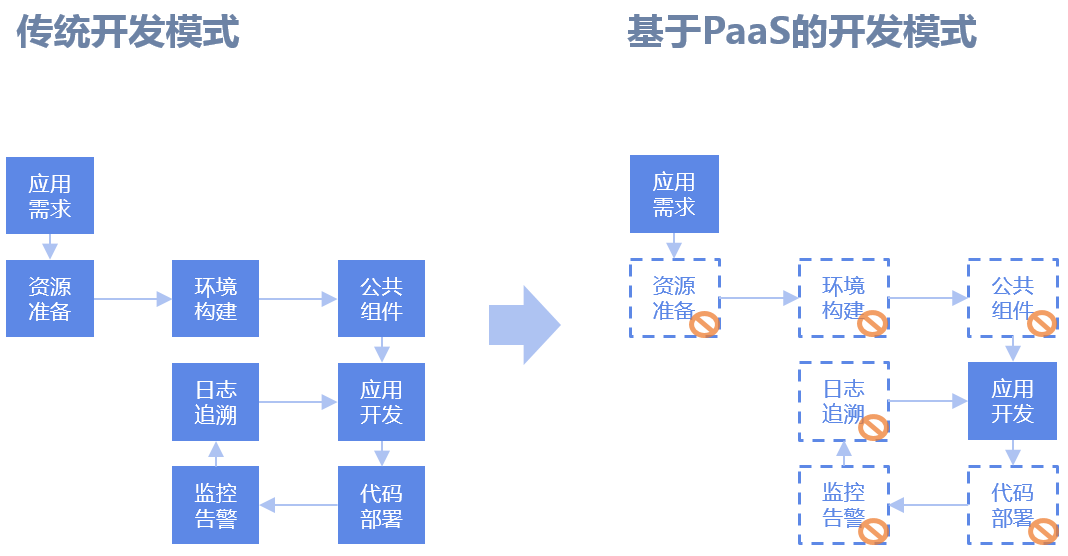 传统开发模式
基于PaaS的开发模式
应用
需求
资源
准备
环境
构建
公共
组件
日志
追溯
应用
开发
监控
告警
代码
部署
应用
需求
资源
准备
环境
构建
公共
组件
日志
追溯
应用
开发
监控
告警
代码
部署